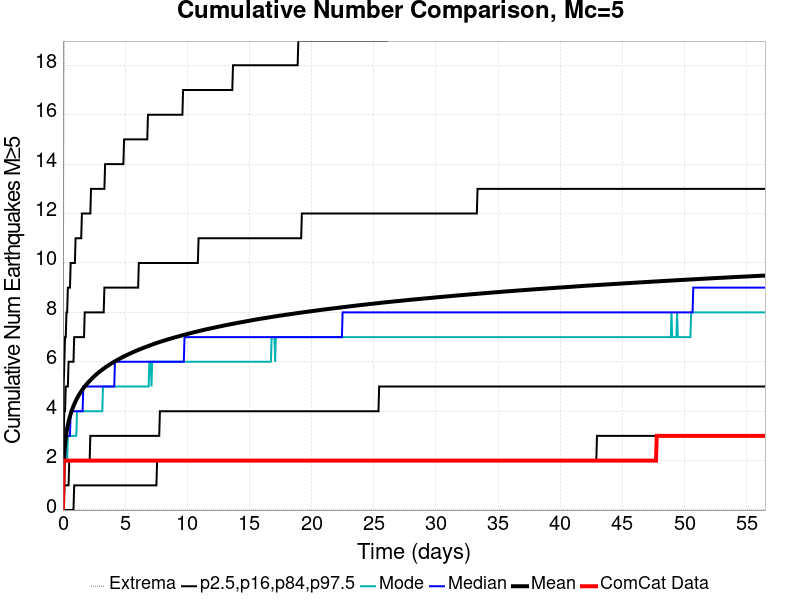 Cumulative Number Comparison, Mc=5
Cumulative Num Earthquakes M≥5
18
16
14
12
10
8
6
4
2
0
0 5 10 15 20 25 30 35 40 45 50 55
Time (days)
Extrema p2.5,p16,p84,p97.5 Mode Median Mean ComCat Data